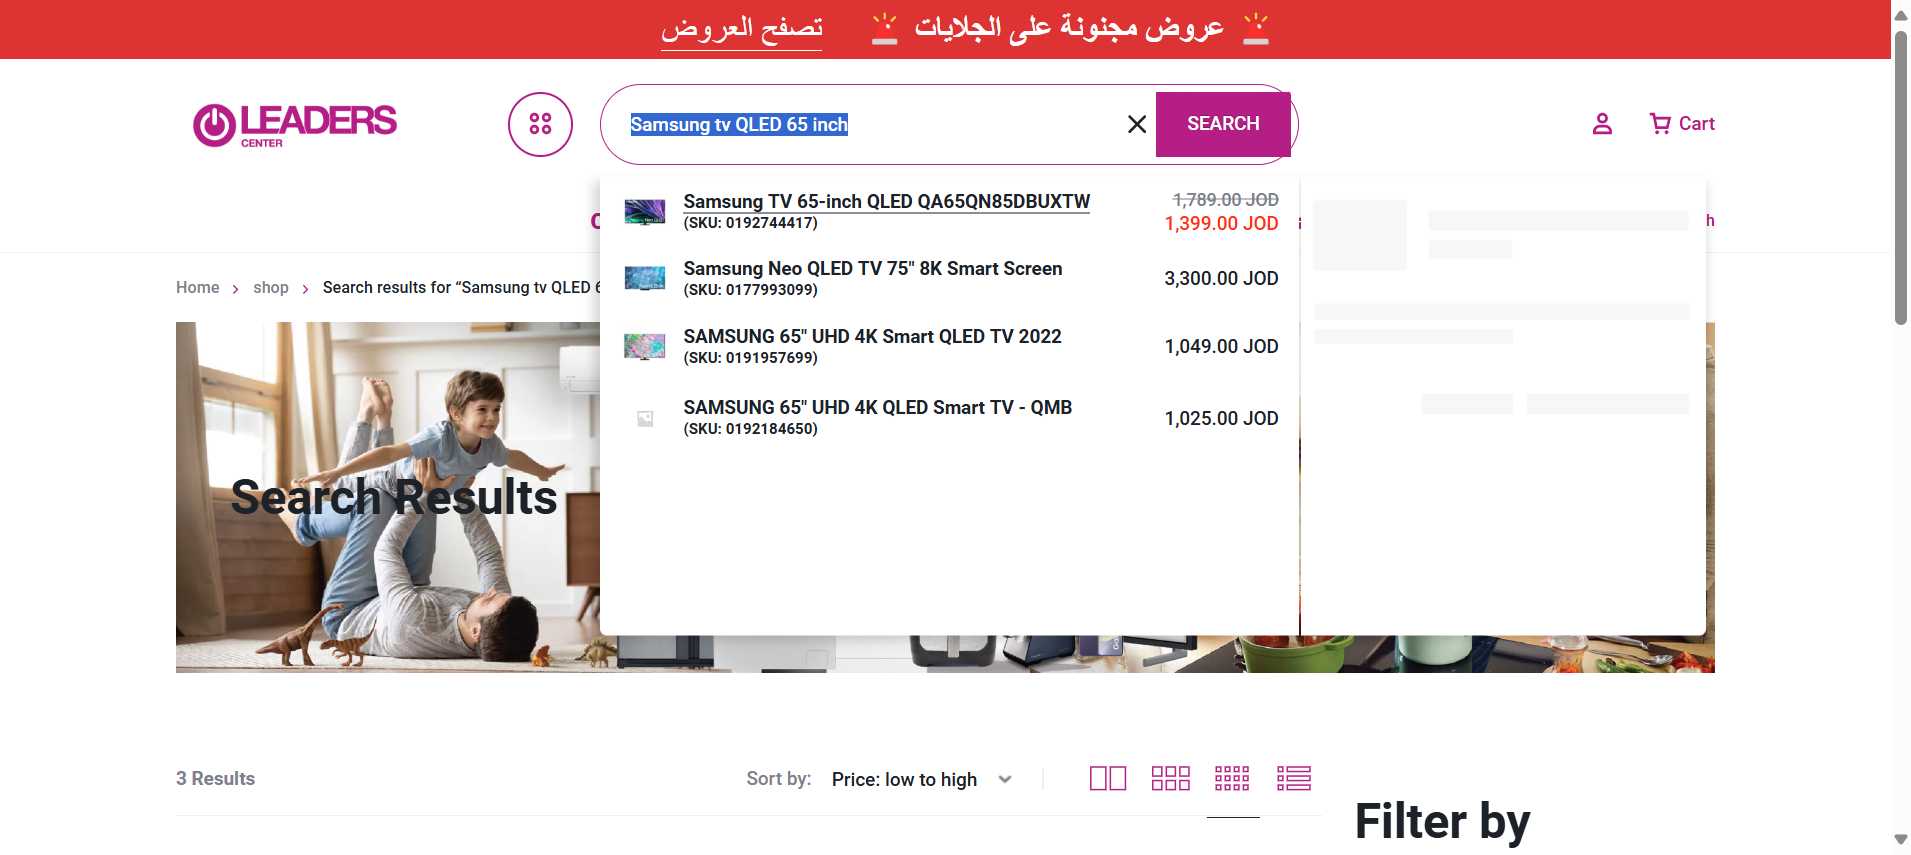 🚨 عروض مجنونة على الجلايات 🚨 تصفح العروض
LEADERS
CENTER
Samsung tv QLED 65 inch
SEARCH
Cart
Samsung TV 65-inch QLED QA65QN85DBUXTW
(SKU: 0192744417)
1,789.00 JOD
1,399.00 JOD
Samsung Neo QLED TV 75" 8K Smart Screen
(SKU: 0177993099)
3,300.00 JOD
SAMSUNG 65" UHD 4K Smart QLED TV 2022
(SKU: 0191957699)
1,049.00 JOD
SAMSUNG 65" UHD 4K QLED Smart TV - QMB
(SKU: 0192184650)
1,025.00 JOD
Home > shop > Search results for “Samsung tv QLED 6
Search Results
3 Results
Sort by: Price: low to high
Filter by